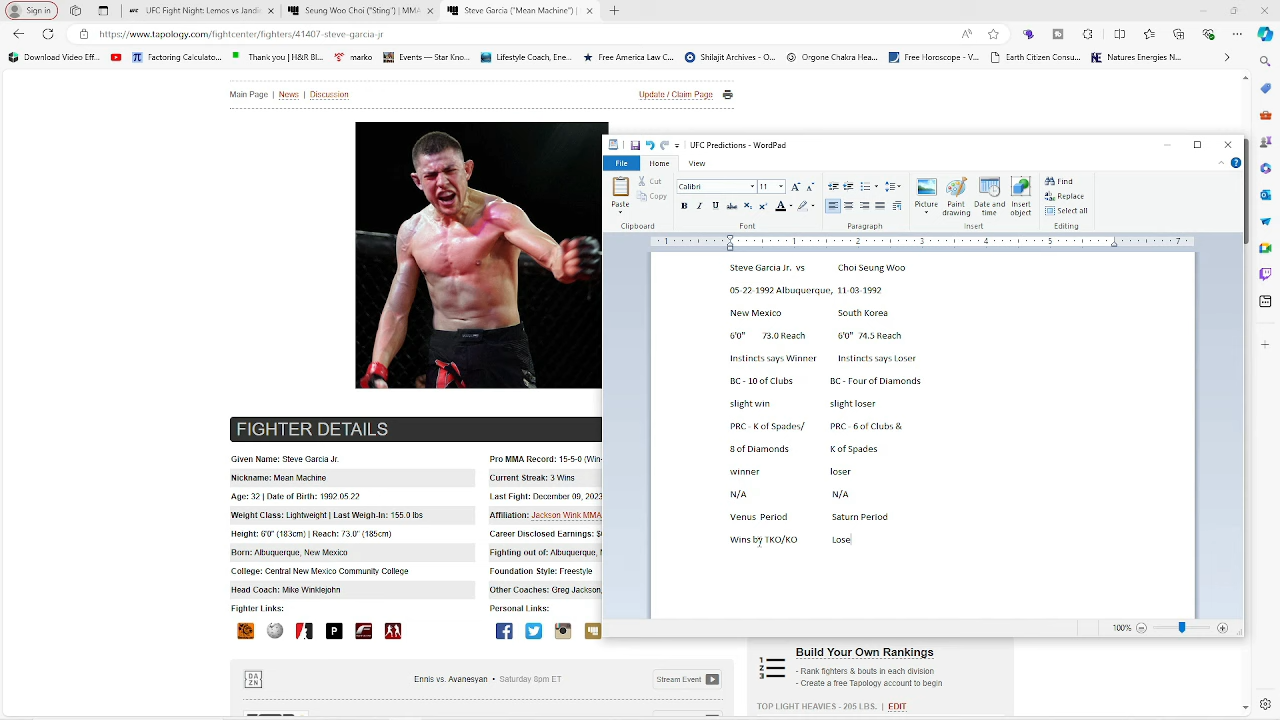 Sign in
UFC Fight Night: Lemos vs Jandir
Seung Woo Choi ("Sting") | MMA
Steve Garcia ("Mean Machine") |
https://www.tapology.com/fightcenter/fighters/41407-steve-garcia-jr
Download Video Eff...
Factoring Calculato...
Thank you | H&R Bl...
marko
Events — Star Kno...
Lifestyle Coach, Ene...
Free America Law C...
Shilajit Archives – O...
Orgone Chakra Hea...
Free Horoscope - V...
Earth Citizen Consu...
Natures Energies N...
Main Page | News | Discussion
Update / Claim Page
UFC Predictions - WordPad
File Home View
Paste
Cut
Copy
Clipboard
Calibri 11
Font
Paragraph
Picture
Paint drawing
Date and time
Insert object
Insert
Find
Replace
Select all
Editing
1 1 2 3 4 5 7
Steve Garcia Jr. vs Choi Seung Woo
05-22-1992 Albuquerque, 11-03-1992
New Mexico South Korea
6'0" 73.0 Reach 6'0" 74.5 Reach
Instincts says Winner Instincts says Loser
BC - 10 of Clubs BC - Four of Diamonds
slight win slight loser
PRC - K of Spades/ PRC - 6 of Clubs &
8 of Diamonds K of Spades
winner loser
N/A N/A
Venus Period Saturn Period
Wins by TKO/KO Lose
100%
FIGHTER DETAILS
Given Name: Steve Garcia Jr.
Pro MMA Record: 15-5-0 (Win-
Nickname: Mean Machine
Current Streak: 3 Wins
Age: 32 | Date of Birth: 1992.05.22
Last Fight: December 09, 2023
Weight Class: Lightweight | Last Weigh-In: 155.0 lbs
Affiliation: Jackson Wink MMA
Height: 6'0" (183cm) | Reach: 73.0" (185cm)
Career Disclosed Earnings: $
Born: Albuquerque, New Mexico
Fighting out of: Albuquerque,
College: Central New Mexico Community College
Foundation Style: Freestyle
Head Coach: Mike Winklejohn
Other Coaches: Greg Jackson,
Fighter Links:
Personal Links:
DAZN
Ennis vs. Avanesyan • Saturday 8pm ET
Stream Event
Build Your Own Rankings
- Rank fighters & bouts in each division
- Create a free Tapology account to begin
TOP LIGHT HEAVIES - 205 LBS. | EDIT